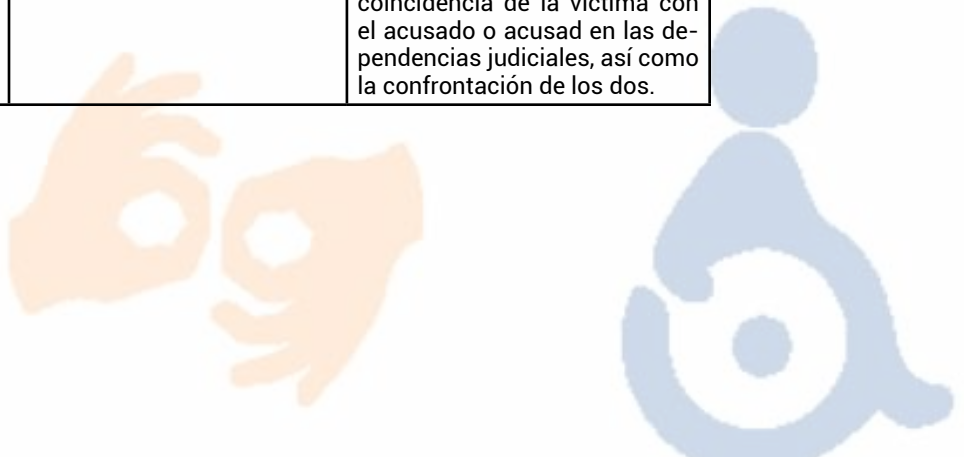 coincidencia de la víctima con
el acusado o acusad en las de-
pendencias judiciales, así como
la confrontación de los dos.